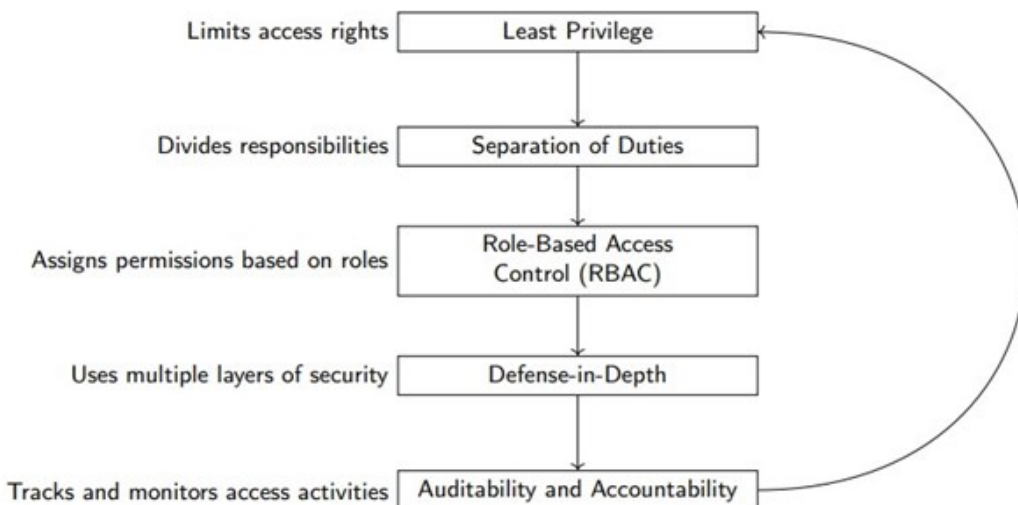 Limits access rights
Least Privilege
Divides responsibilities
Separation of Duties
Assigns permissions based on roles
Role-Based Access
Control (RBAC)
Uses multiple layers of security
Defense-in-Depth
Tracks and monitors access activities
Auditability and Accountability